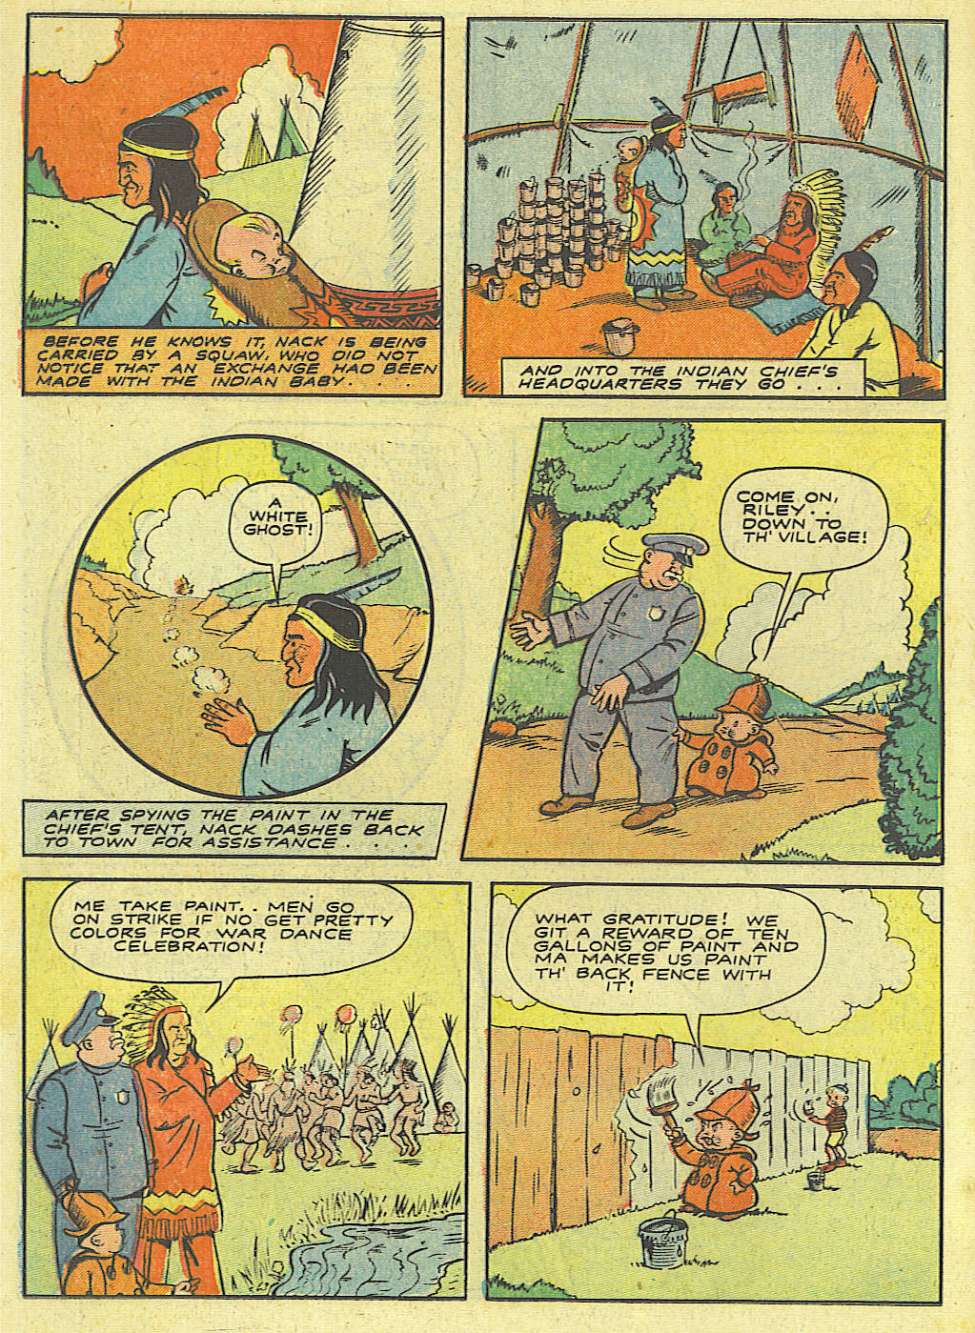 BEFORE HE KNOWS IT, NACK IS BEING
CARRIED BY A SQUAW, WHO DID NOT
NOTICE THAT AN EXCHANGE HAD BEEN
MADE WITH THE INDIAN BABY. . . .
AND INTO THE INDIAN CHIEF'S
HEADQUARTERS THEY GO . . .
A
WHITE
GHOST!
AFTER SPYING THE PAINT IN THE
CHIEF'S TENT, NACK DASHES BACK
TO TOWN FOR ASSISTANCE . . . .
COME ON,
RILEY. .
DOWN TO
TH' VILLAGE!
ME TAKE PAINT. . MEN GO
ON STRIKE IF NO GET PRETTY
COLORS FOR WAR DANCE
CELEBRATION!
WHAT GRATITUDE! WE
GIT A REWARD OF TEN
GALLONS OF PAINT AND
MA MAKES US PAINT
TH' BACK FENCE WITH
IT!